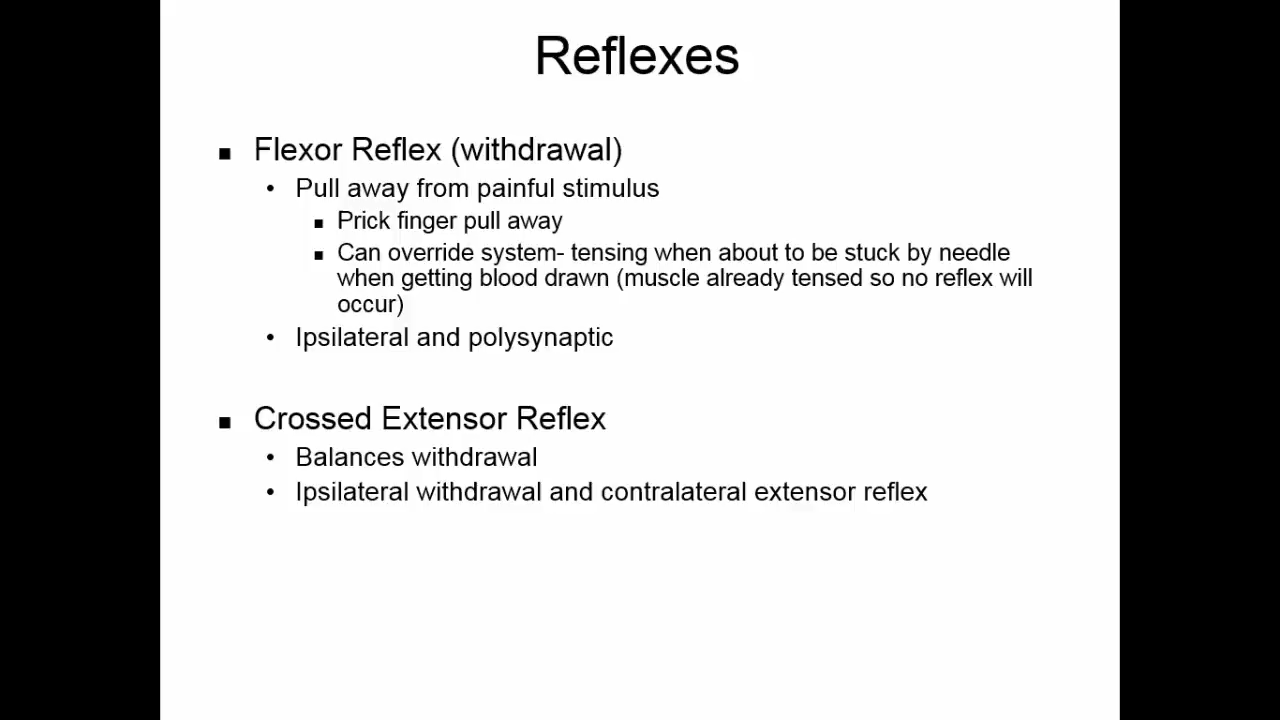 Reflexes
▪ Flexor Reflex (withdrawal)
• Pull away from painful stimulus
▪ Prick finger pull away
▪ Can override system- tensing when about to be stuck by needle
when getting blood drawn (muscle already tensed so no reflex will
occur)
• Ipsilateral and polysynaptic
▪ Crossed Extensor Reflex
• Balances withdrawal
• Ipsilateral withdrawal and contralateral extensor reflex